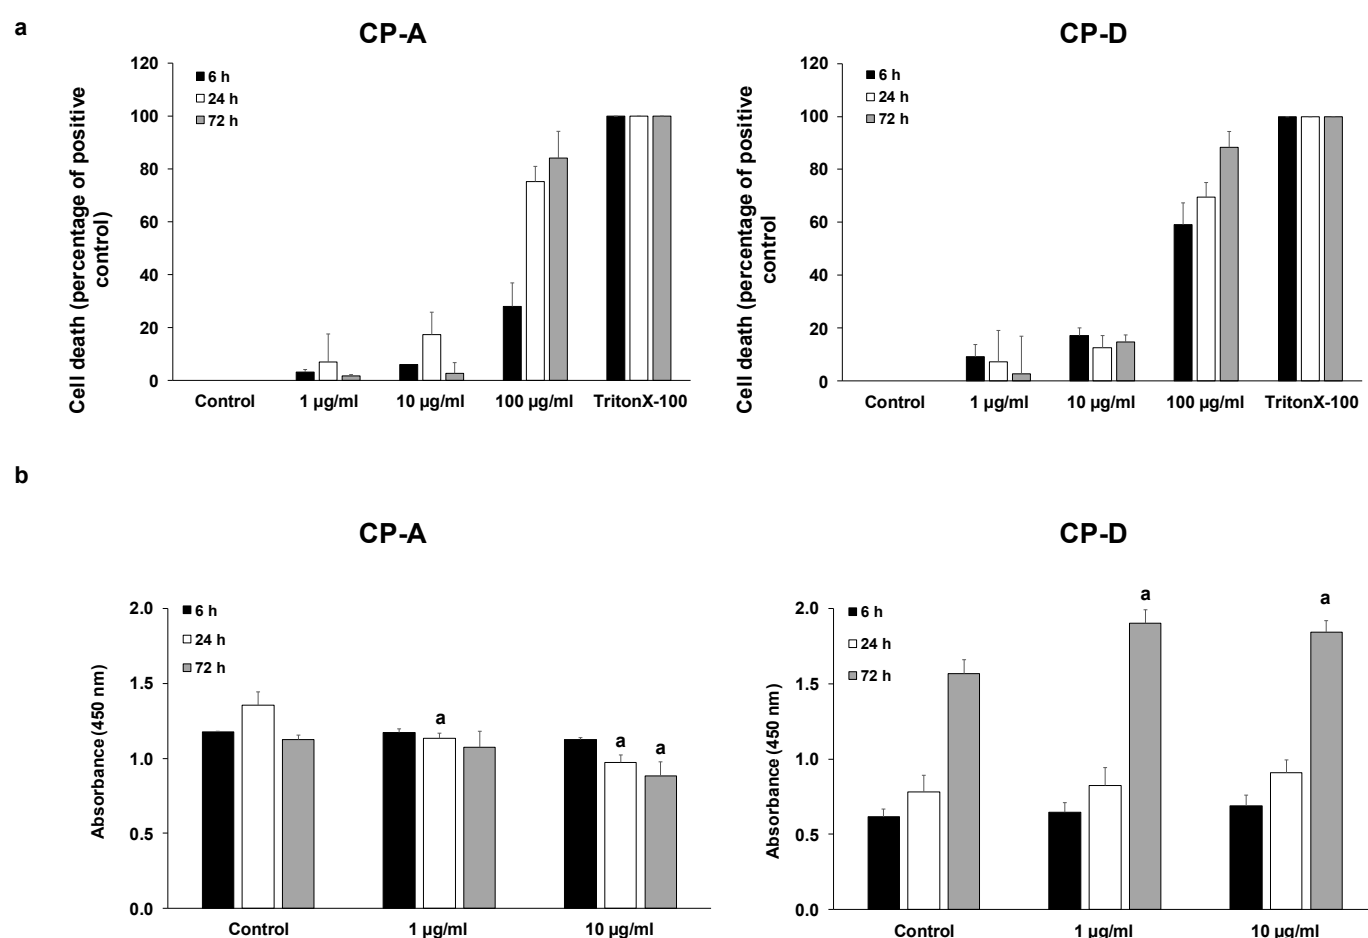 a
CP-A
CP-D
Cell death (percentage of positive
control)
120
100
80
60
40
20
0
6 h
24 h
72 h
Control
1 µg/ml
10 µg/ml
100 µg/ml
TritonX-100
Cell death (percentage of positive
control
120
100
80
60
40
20
0
6 h
24 h
72 h
Control
1 µg/ml
10 µg/ml
100 µg/ml
TritonX-100
b
CP-A
CP-D
Absorbance (450 nm)
2.0
1.5
1.0
0.5
0.0
6 h
24 h
72 h
a
a
a
Control
1 µg/ml
10 µg/ml
Absorbance (450 nm)
2.0
1.5
1.0
0.5
0.0
6 h
24 h
72 h
a
a
Control
1 µg/ml
10 µg/ml